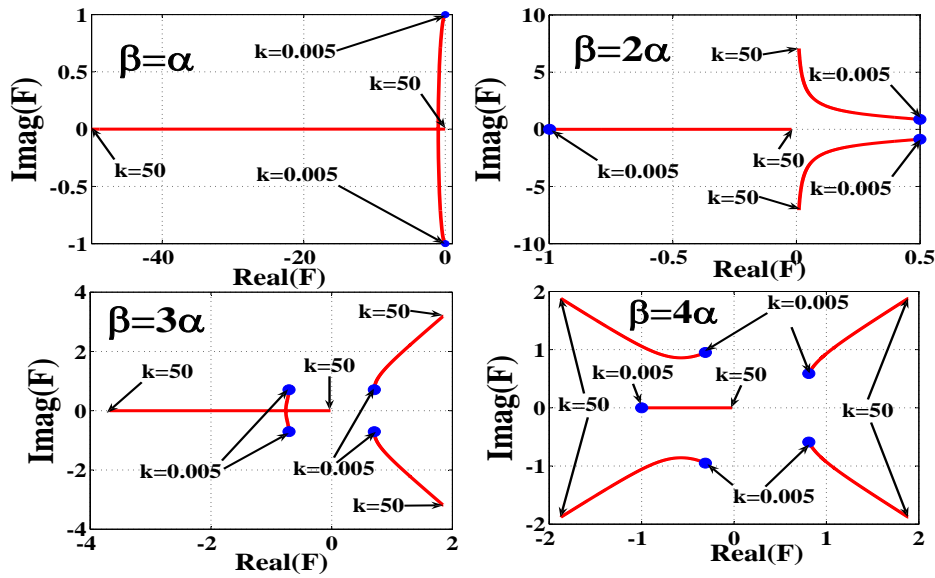 β=α
Imag(F)
1
0.5
0
-0.5
-1
k=0.005
k=50
k=50
k=0.005
-40
-20
0
Real(F)
β=2α
Imag(F)
10
5
0
-5
-10
k=50
k=0.005
k=0.005
k=50
k=0.005
k=50
-1
-0.5
0
0.5
Real(F)
β=3α
Imag(F)
4
2
0
-2
-4
k=50
k=50
k=50
k=0.005
k=0.005
k=50
-4
-2
0
2
Real(F)
β=4α
Imag(F)
2
1
0
-1
-2
k=0.005
k=0.005
k=50
k=50
k=50
k=0.005
-2
-1
0
1
2
Real(F)